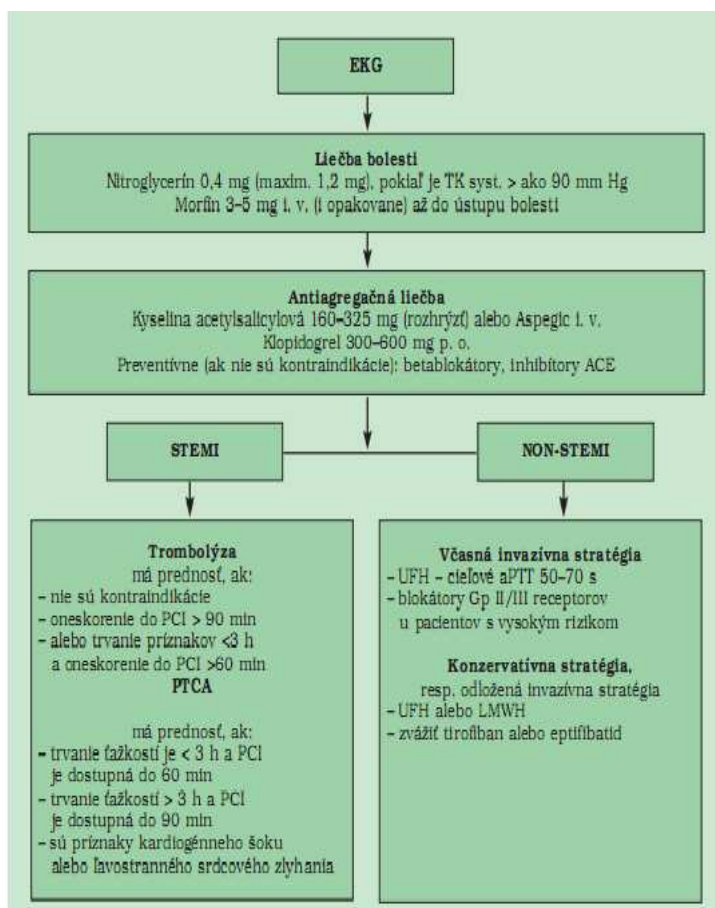 EKG
Liečba bolesti
Nitroglycerín 0,4 mg (maxim. 1,2 mg), pokiaľ je TK syst. > ako 90 mm Hg
Morfín 3–5 mg i. v. (i opakovane) až do ústupu bolesti
Antiagregačná liečba
Kyselina acetylsalicylová 160–325 mg (rozhrýzť) alebo Aspegic i. v.
Klopidogrel 300–600 mg p. o.
Preventívne (ak nie sú kontraindikácie): betablokátory, inhibítory ACE
STEMI
NON-STEMI
Trombolýza
má prednosť, ak:
– nie sú kontraindikácie
– oneskorenie do PCI > 90 min
– alebo trvanie príznakov <3 h
a oneskorenie do PCI >60 min
PTCA
má prednosť, ak:
– trvanie ťažkostí je < 3 h a PCI
je dostupná do 60 min
– trvanie ťažkostí > 3 h a PCI
je dostupná do 90 min
– sú príznaky kardiogénneho šoku
alebo ľavostranného srdcového zlyhania
Včasná invazívna stratégia
– UFH – cieľové aPTT 50–70 s
– blokátory Gp II/III receptorov
u pacientov s vysokým rizikom
Konzervatívna stratégia,
resp. odložená invazívna stratégia
– UFH alebo LMWH
– zvážiť tirofiban alebo eptifibatid